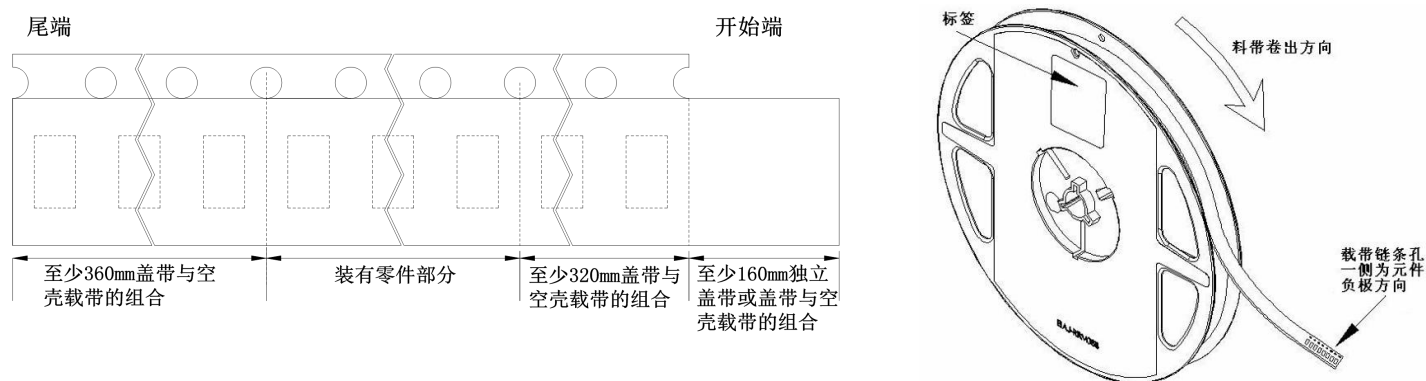 尾端
开始端
至少360mm盖带与空
壳载带的组合
装有零件部分
至少320mm盖带与
空壳载带的组合
至少160mm独立
盖带或盖带与空
壳载带的组合
标签
料带卷出方向
载带链条孔
一侧为元件
负极方向